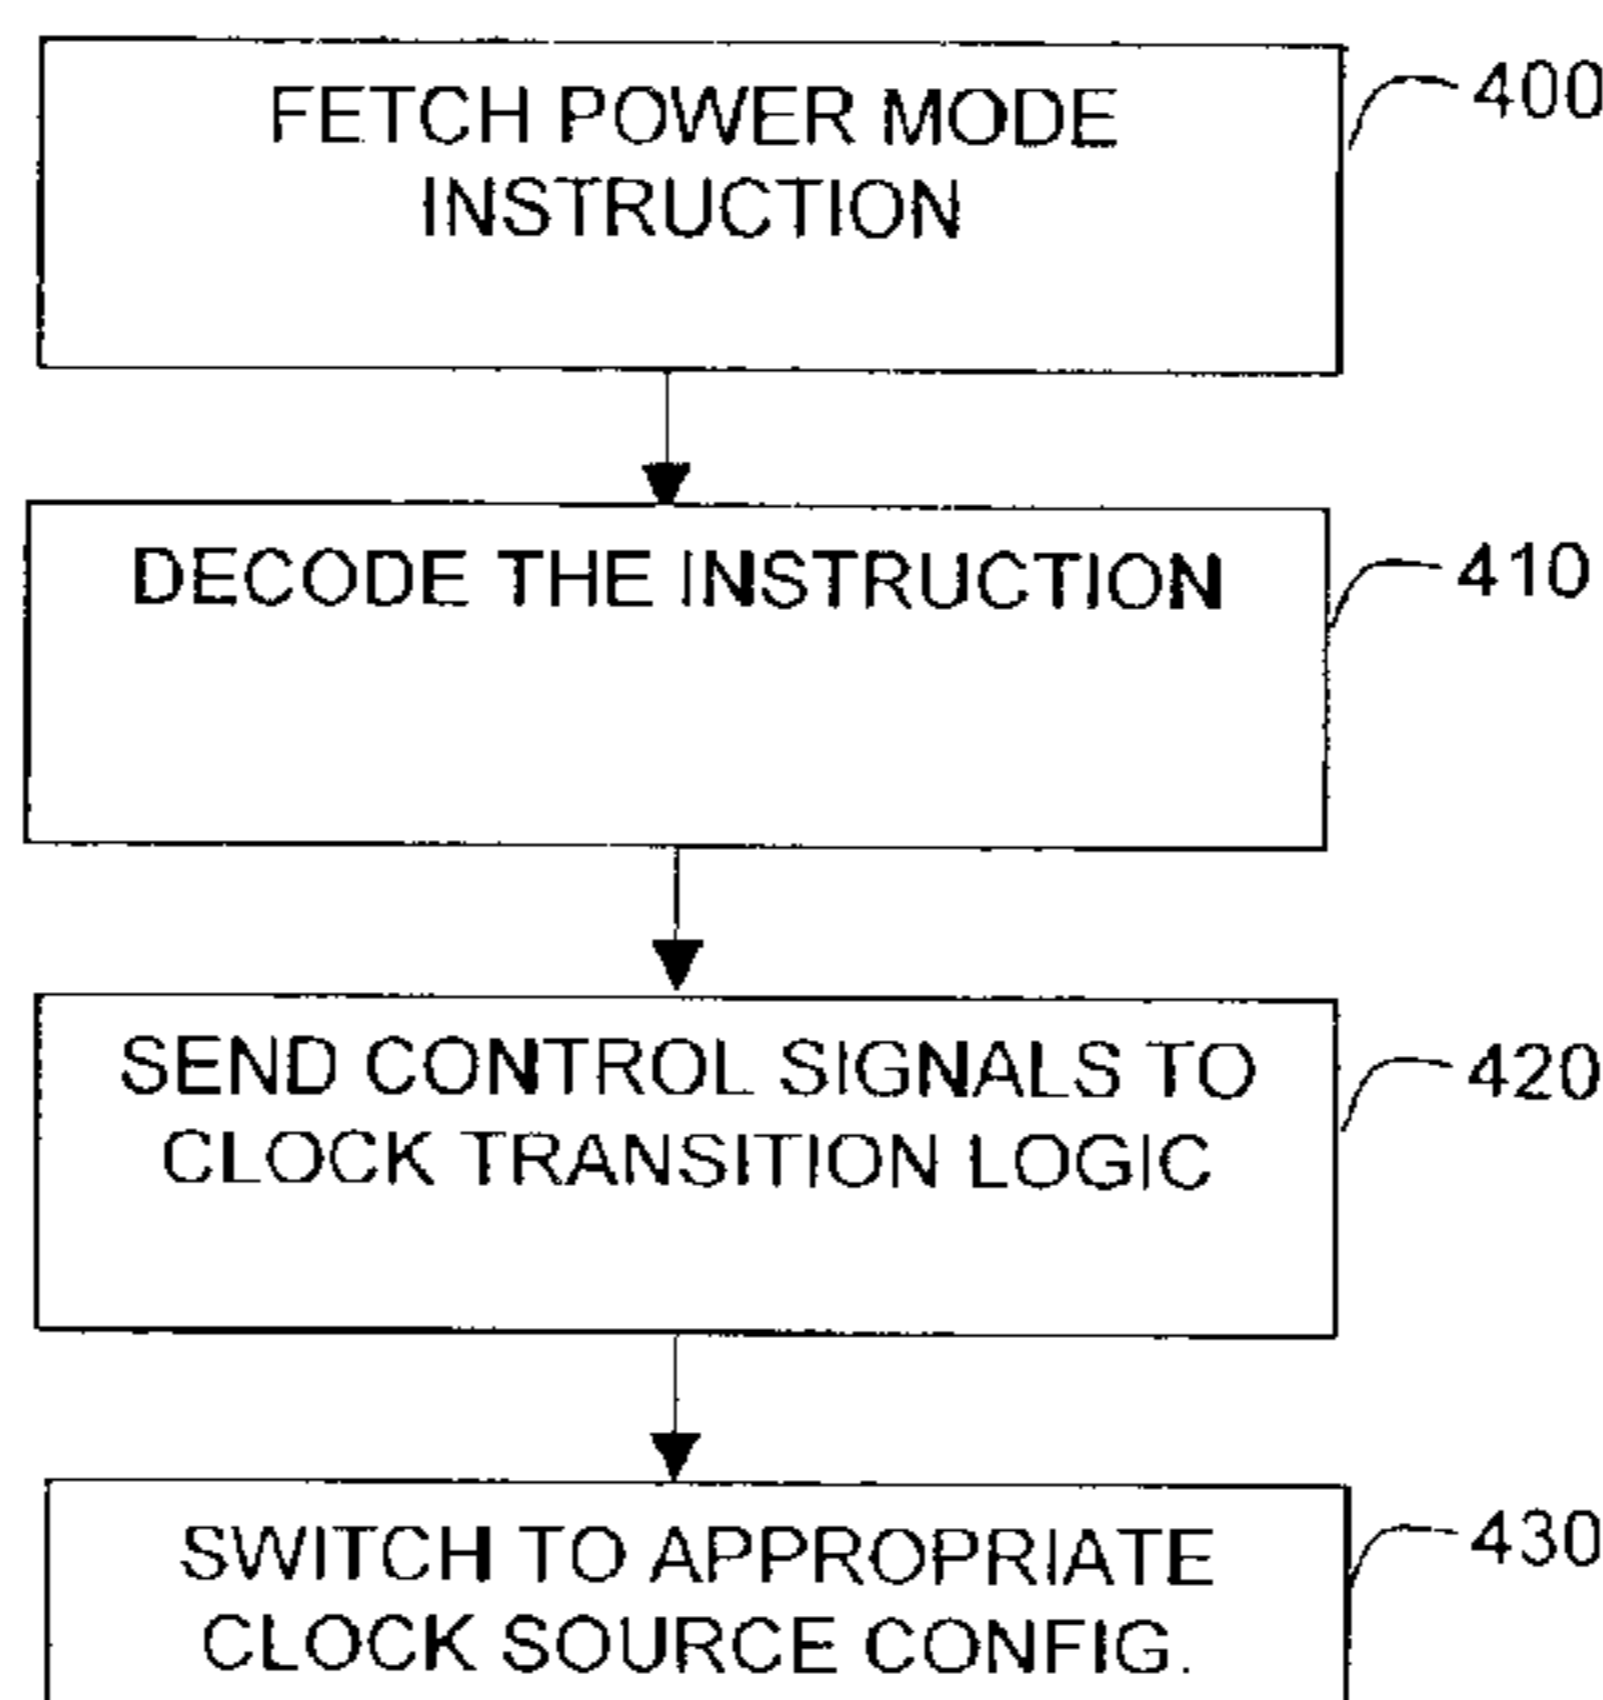 FETCH POWER MODE
INSTRUCTION
400
DECODE THE INSTRUCTION
410
SEND CONTROL SIGNALS TO
CLOCK TRANSITION LOGIC
420
SWITCH TO APPROPRIATE
CLOCK SOURCE CONFIG.
430